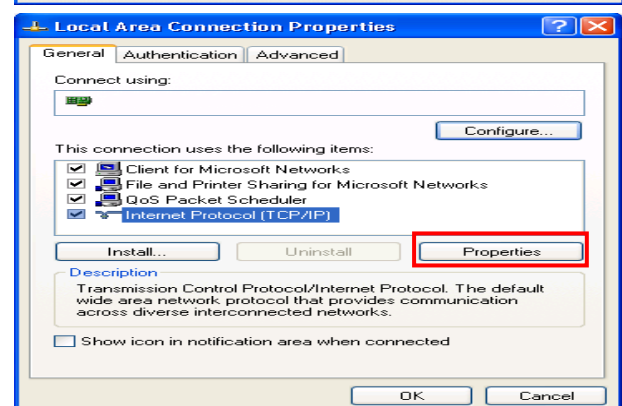 Local Area Connection Properties
General Authentication Advanced
Connect using:
Configure...
This connection uses the following items:
Client for Microsoft Networks
File and Printer Sharing for Microsoft Networks
QoS Packet Scheduler
Internet Protocol (TCP/IP)
Install... Uninstall Properties
Description
Transmission Control Protocol/Internet Protocol. The default
wide area network protocol that provides communication
across diverse interconnected networks.
Show icon in notification area when connected
OK Cancel